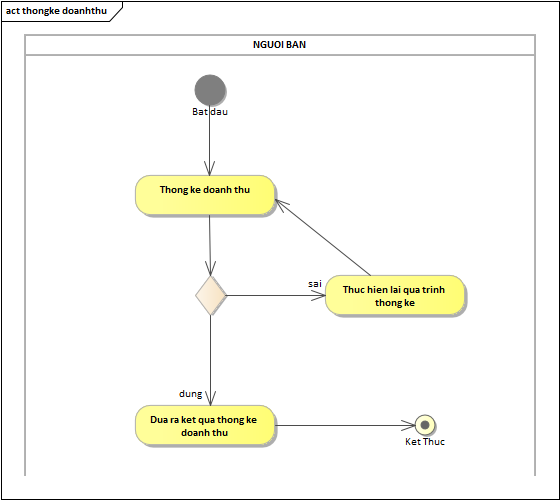 act thongke doanhthu
NGUOI BAN
Bat dau
Thong ke doanh thu
sai
Thuc hien lai qua trinh
thong ke
dung
Dua ra ket qua thong ke
doanh thu
Ket Thuc